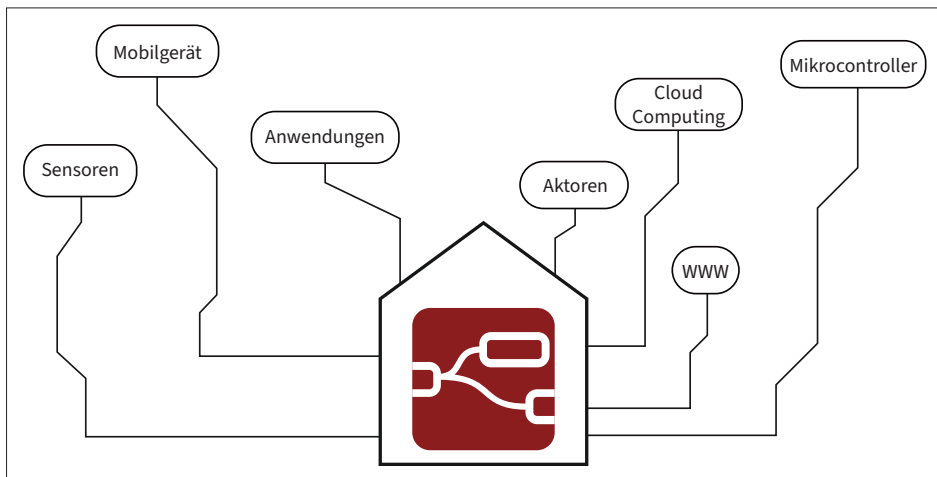 Mobilgerät
Mikrocontroller
Cloud
Computing
Anwendungen
Sensoren
Aktoren
WWW